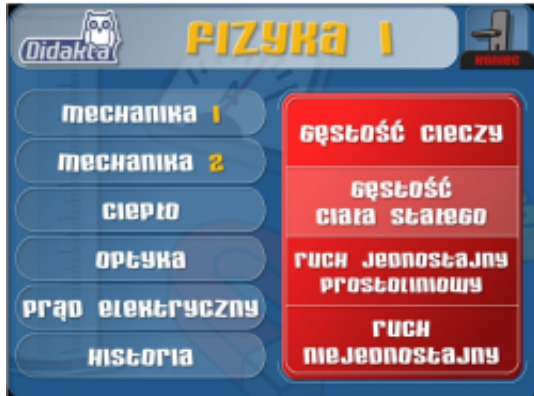 Didakta
FIZYKA 1
KONIEC
MECHANIKA 1
MECHANIKA 2
CIEPŁO
OPTYKA
PRĄD ELEKTRYCZNY
HISTORIA
GĘSTOŚĆ CIECZY
GĘSTOŚĆ
CIAŁA STAŁEGO
RUCH JEDNOSTAJNY
PROSTOLINIOWY
RUCH
NIEJEDNOSTAJNY